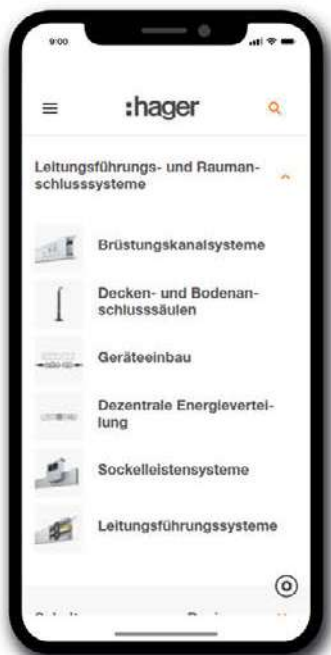 9:00
:hager
Leitungsführungs- und Rauman-
schlusssysteme
Brüstungskanalsysteme
Decken- und Bodenan-
schlusssäulen
Geräteeinbau
Dezentrale Energievertei-
lung
Sockelleistensysteme
Leitungsführungssysteme